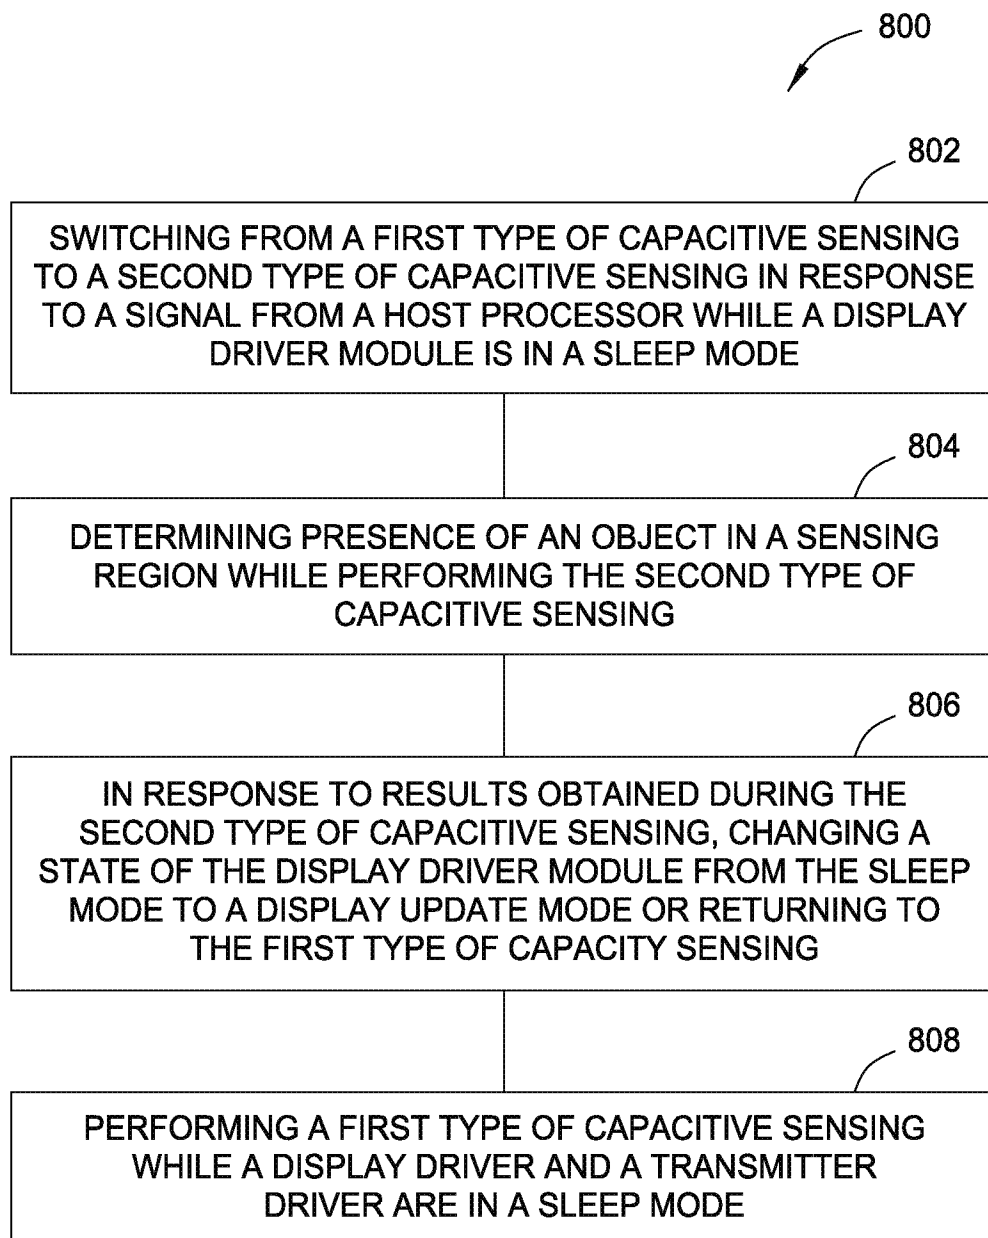 800
802
SWITCHING FROM A FIRST TYPE OF CAPACITIVE SENSING
TO A SECOND TYPE OF CAPACITIVE SENSING IN RESPONSE
TO A SIGNAL FROM A HOST PROCESSOR WHILE A DISPLAY
DRIVER MODULE IS IN A SLEEP MODE
804
DETERMINING PRESENCE OF AN OBJECT IN A SENSING
REGION WHILE PERFORMING THE SECOND TYPE OF
CAPACITIVE SENSING
806
IN RESPONSE TO RESULTS OBTAINED DURING THE
SECOND TYPE OF CAPACITIVE SENSING, CHANGING A
STATE OF THE DISPLAY DRIVER MODULE FROM THE SLEEP
MODE TO A DISPLAY UPDATE MODE OR RETURNING TO
THE FIRST TYPE OF CAPACITY SENSING
808
PERFORMING A FIRST TYPE OF CAPACITIVE SENSING
WHILE A DISPLAY DRIVER AND A TRANSMITTER
DRIVER ARE IN A SLEEP MODE